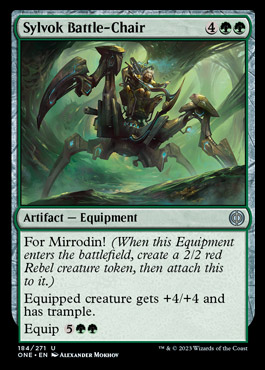 Sylvok Battle-Chair 4
Artifact — Equipment
For Mirrodin! (When this Equipment
enters the battlefield, create a 2/2 red
Rebel creature token, then attach this
to it.)
Equipped creature gets +4/+4 and
has trample.
Equip 5
184/271 U
ONE • EN Alexander Mokhov
™ & © 2023 Wizards of the Coast